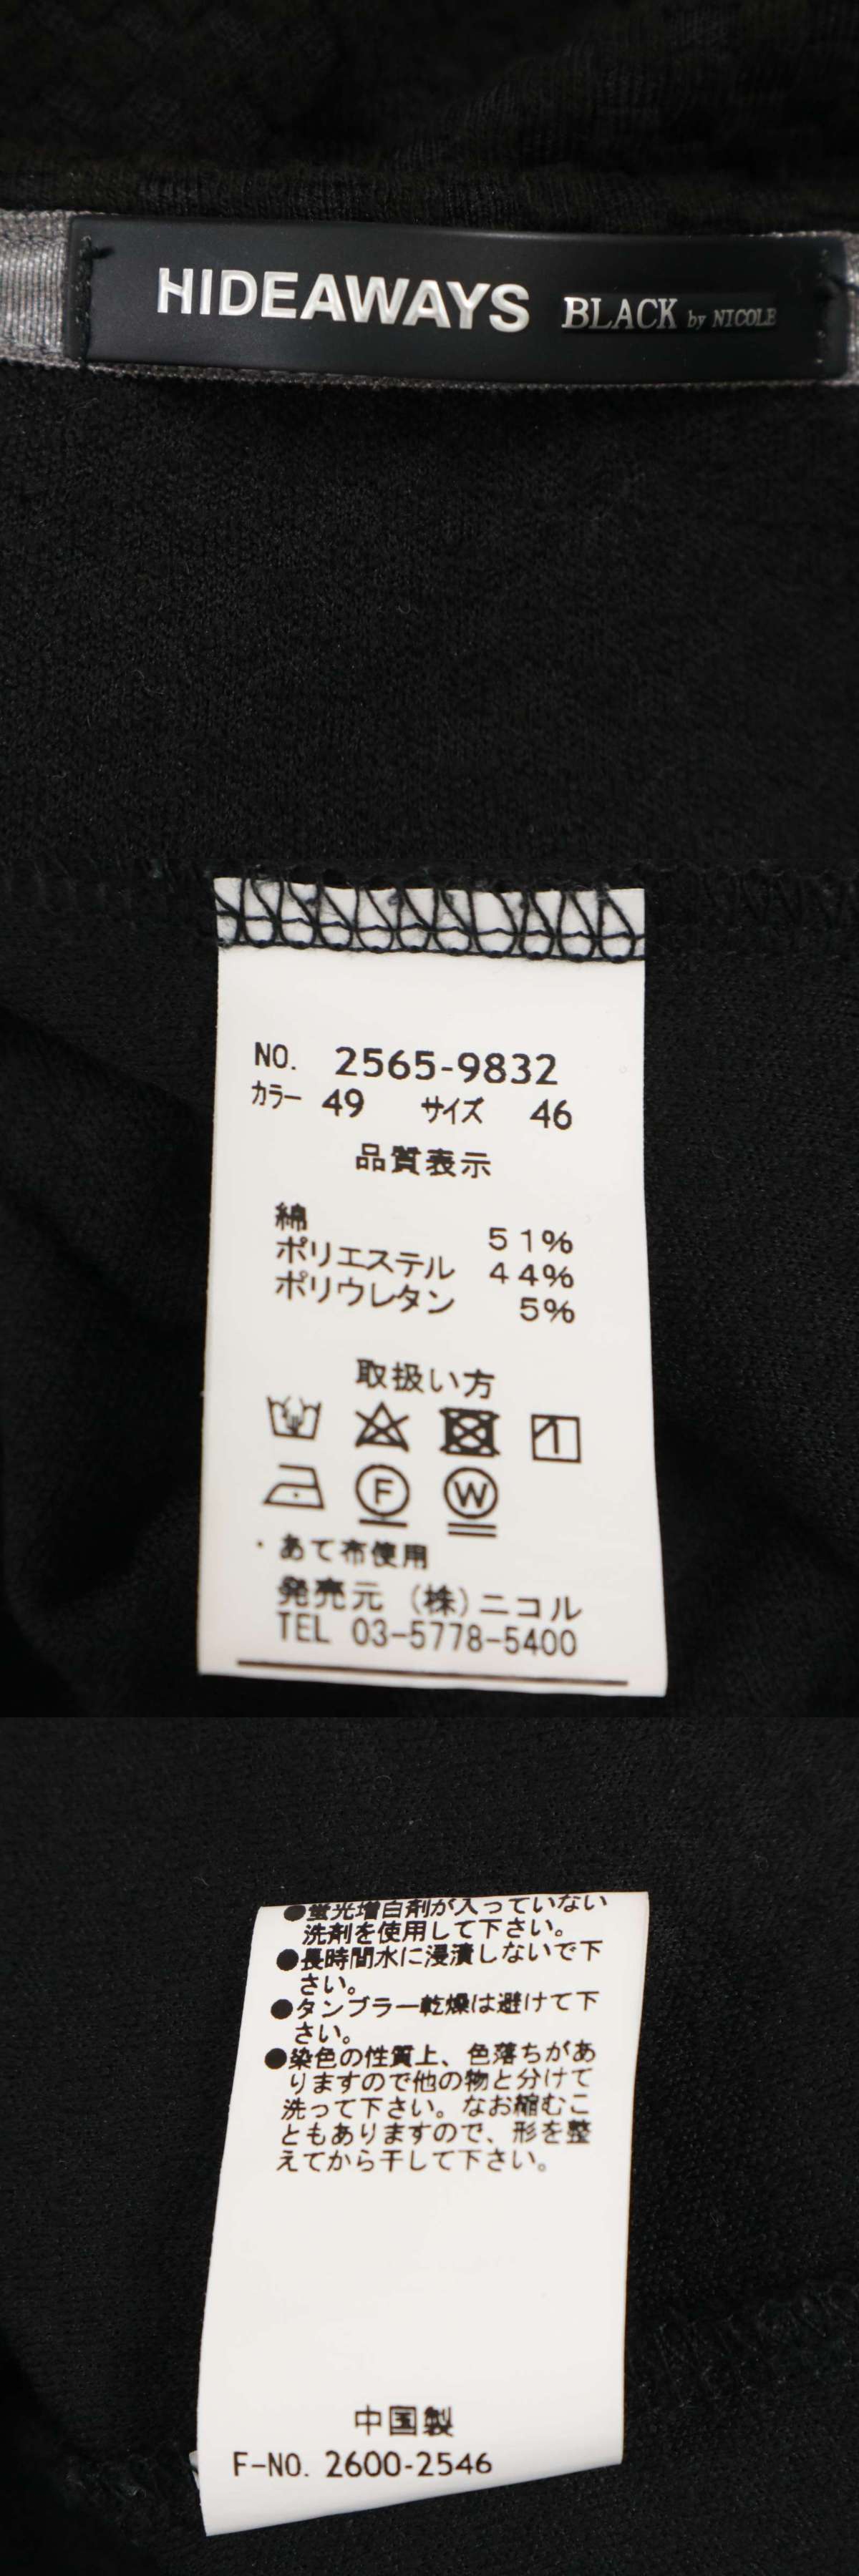 HIDEAWAYS BLACK by NICOLE
NO. 2565-9832
カラー 49 サイズ 46
品質表示
綿 51%
ポリエステル 44%
ポリウレタン 5%
取扱い方
F W
・あて布使用
発売元 (株)ニコル
TEL 03-5778-5400
●蛍光増白剤が入っていない
洗剤を使用して下さい。
●長時間水に浸漬しないで下
さい。
●タンブラー乾燥は避けて下
さい。
●染色の性質上、色落ちがあ
りますので他の物と分けて
洗って下さい。なお縮むこ
ともありますので、形を整
えてから干して下さい。
中国製
F-NO. 2600-2546